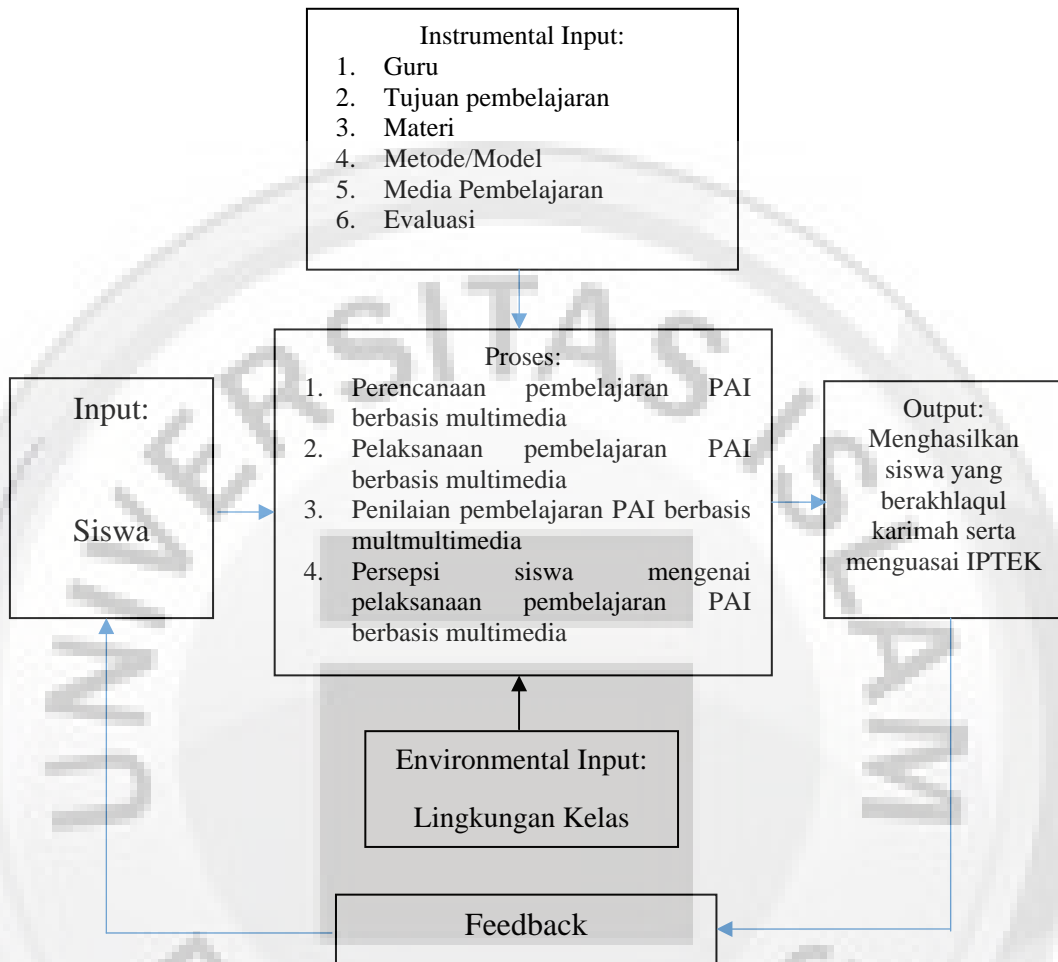 Instrumental Input:
1. Guru
2. Tujuan pembelajaran
3. Materi
4. Metode/Model
5. Media Pembelajaran
6. Evaluasi
Proses:
1. Perencanaan pembelajaran PAI
berbasis multimedia
2. Pelaksanaan pembelajaran PAI
berbasis multimedia
3. Penilaian pembelajaran PAI berbasis
multmultimedia
4. Persepsi siswa mengenai
pelaksanaan pembelajaran PAI
berbasis multimedia
Input:
Siswa
Output:
Menghasilkan
siswa yang
berakhlaqul
karimah serta
menguasai IPTEK
Environmental Input:
Lingkungan Kelas
Feedback
UNIVERSITAS ISLAM